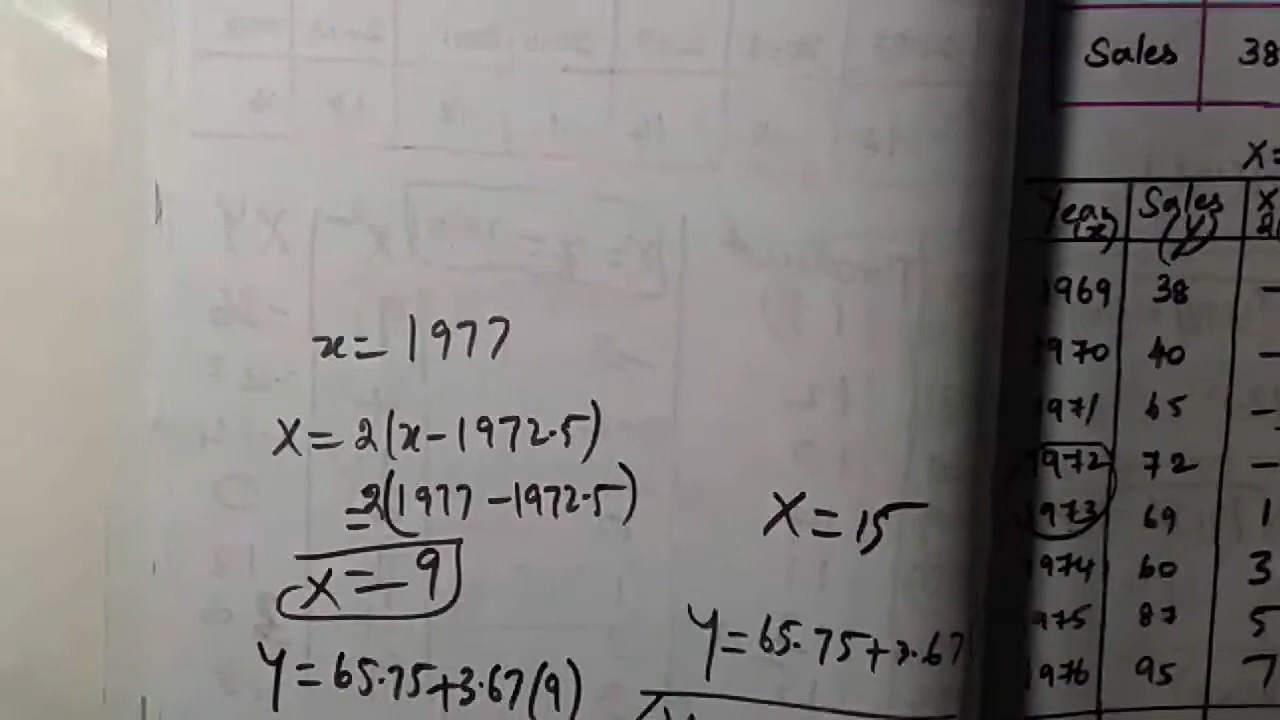 x = 1977
X = 2(x - 1972.5)
= 2(1977 - 1972.5)
X = 9
Y = 65.75 + 3.67(9)
X = 15
Y = 65.75 + 3.67
Sales 38
X =
Year (x) Sales (Y) X
1969 38 -
1970 40 -
1971 65 -
1972 72 -
1973 69 1
1974 60 3
1975 87 5
1976 95 7